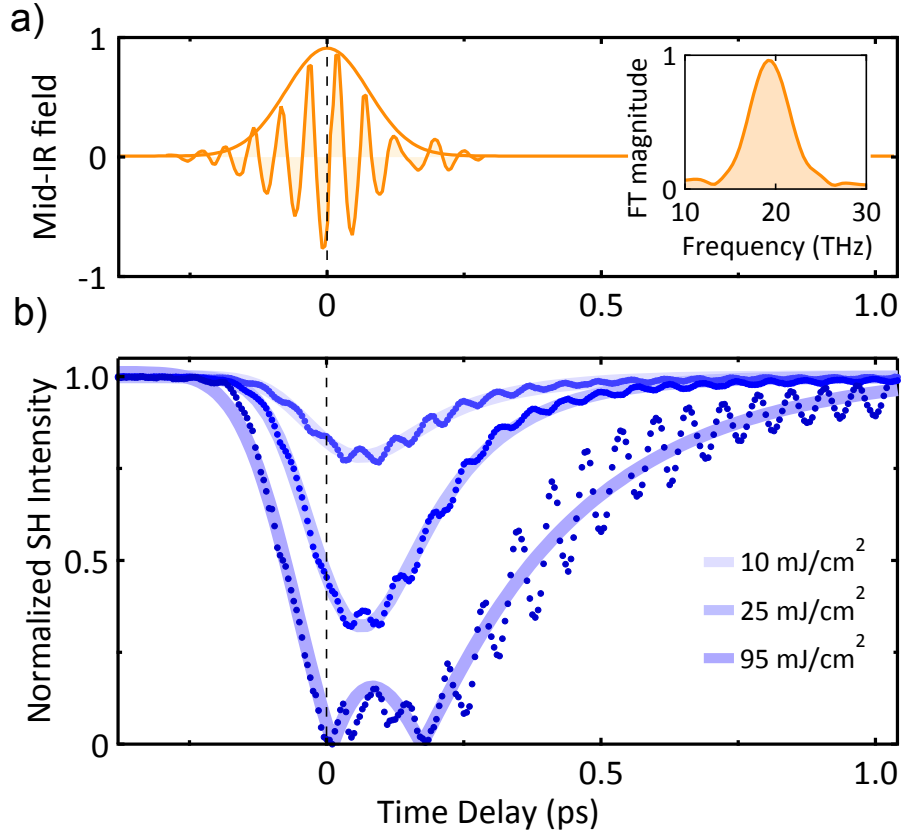 a)
Mid-IR field
1
0
-1
FT magnitude
1
0
10 20 30
Frequency (THz)
0 0.5 1.0
b)
Normalized SH Intensity
1.0
0.5
0
10 mJ/cm²
25 mJ/cm²
95 mJ/cm²
0 0.5 1.0
Time Delay (ps)